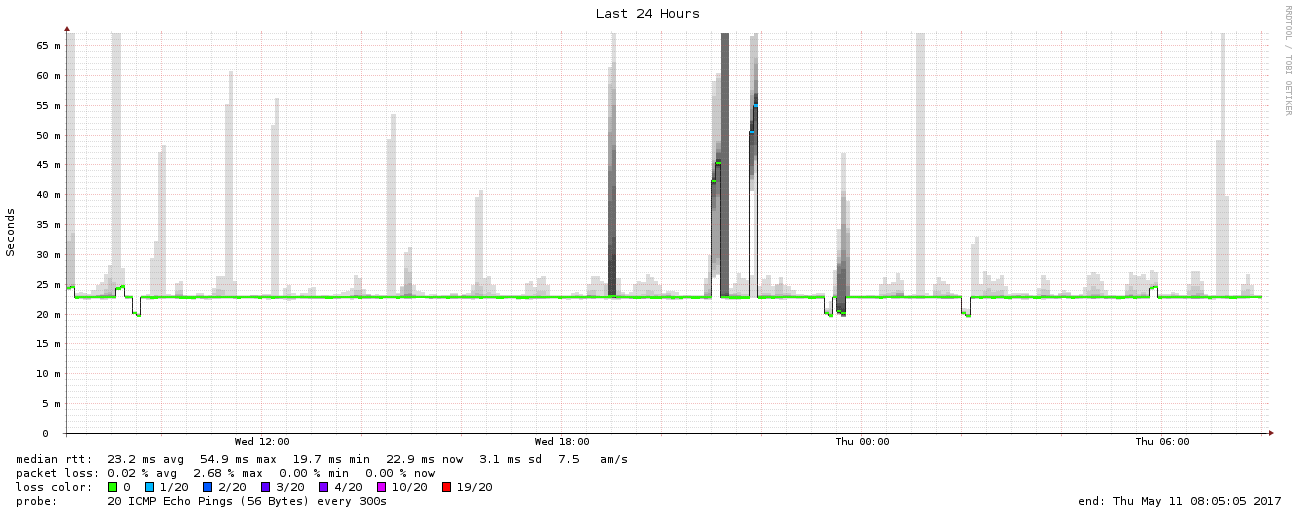 Last 24 Hours
RRDTOOL / TOBI OETIKER
Seconds
65 m
60 m
55 m
50 m
45 m
40 m
35 m
30 m
25 m
20 m
15 m
10 m
5 m
0
Wed 12:00 Wed 18:00 Thu 00:00 Thu 06:00
median rtt: 23.2 ms avg 54.9 ms max 19.7 ms min 22.9 ms now 3.1 ms sd 7.5 am/s
packet loss: 0.02 % avg 2.68 % max 0.00 % min 0.00 % now
loss color: 0 1/20 2/20 3/20 4/20 10/20 19/20
probe: 20 ICMP Echo Pings (56 Bytes) every 300s end: Thu May 11 08:05:05 2017